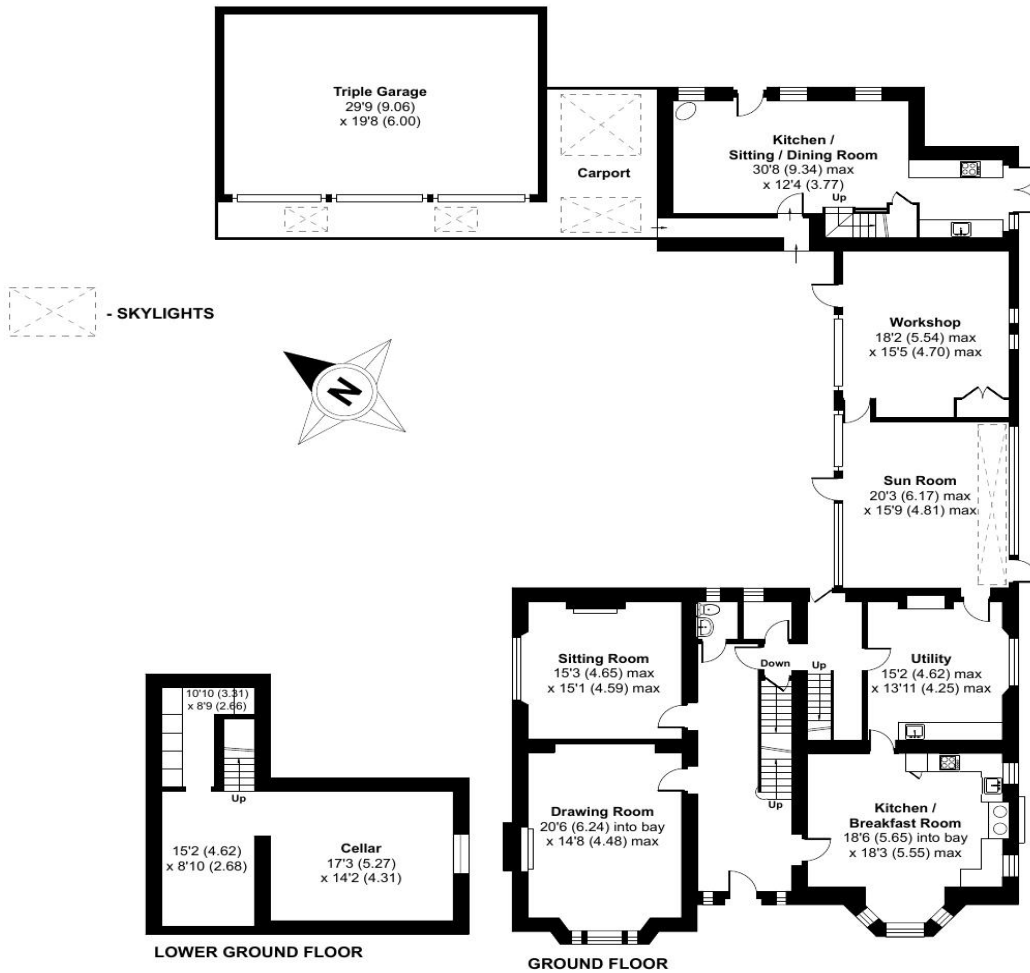 Triple Garage
29'9 (9.06)
x 19'8 (6.00)
Carport
Kitchen /
Sitting / Dining Room
30'8 (9.34) max
x 12'4 (3.77)
Up
- SKYLIGHTS
N
Workshop
18'2 (5.54) max
x 15'5 (4.70) max
Sun Room
20'3 (6.17) max
x 15'9 (4.81) max
Sitting Room
15'3 (4.65) max
x 15'1 (4.59) max
Down
Up
Utility
15'2 (4.62) max
x 13'11 (4.25) max
Drawing Room
20'6 (6.24) into bay
x 14'8 (4.48) max
Up
Kitchen /
Breakfast Room
18'6 (5.65) into bay
x 18'3 (5.55) max
GROUND FLOOR
10'10 (3.31)
x 8'9 (2.66)
Up
15'2 (4.62)
x 8'10 (2.68)
Cellar
17'3 (5.27)
x 14'2 (4.31)
LOWER GROUND FLOOR